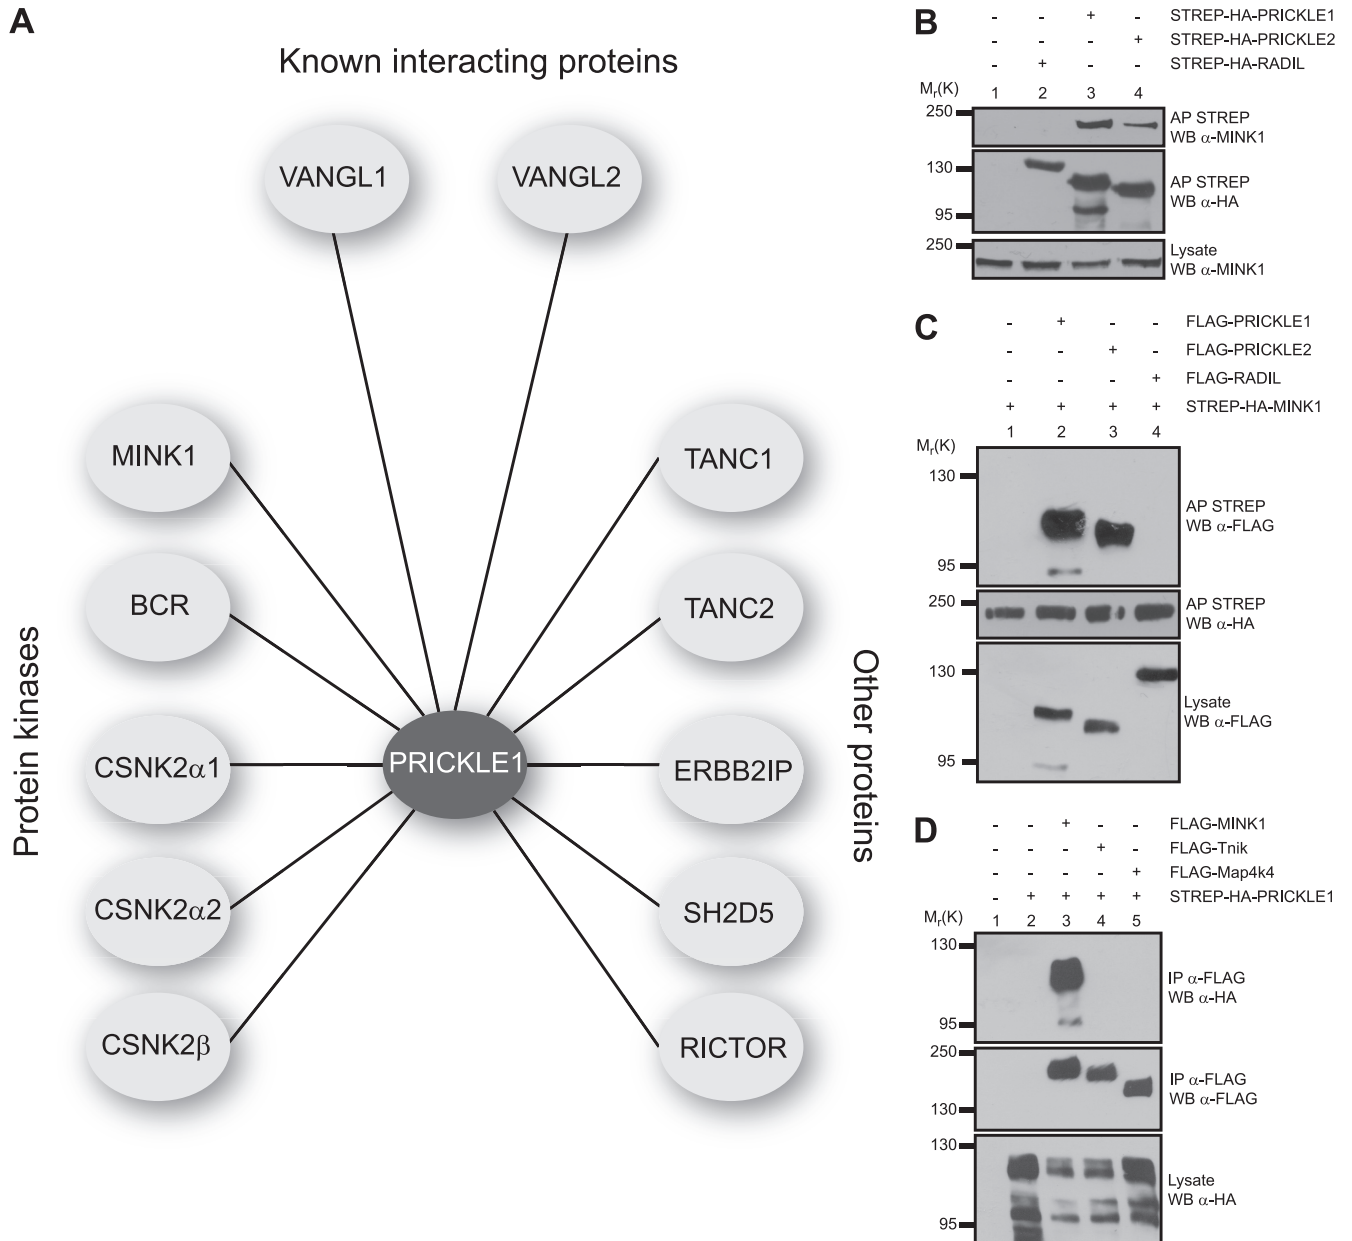 A
Known interacting proteins
VANGL1
VANGL2
MINK1
TANC1
BCR
TANC2
Protein kinases
Other proteins
CSNK2α1
PRICKLE1
ERBB2IP
CSNK2α2
SH2D5
CSNK2β
RICTOR
B
- - + - STREP-HA-PRICKLE1
- - - + STREP-HA-PRICKLE2
- + - - STREP-HA-RADIL
Mr(K) 1 2 3 4
250
AP STREP
WB α-MINK1
130
95
AP STREP
WB α-HA
250
Lysate
WB α-MINK1
C
- + - - FLAG-PRICKLE1
- - + - FLAG-PRICKLE2
- - - + FLAG-RADIL
+ + + + STREP-HA-MINK1
1 2 3 4
Mr(K)
130
AP STREP
WB α-FLAG
95
250
AP STREP
WB α-HA
130
Lysate
WB α-FLAG
95
D
- - + - - FLAG-MINK1
- - - + - FLAG-Tnik
- - - - + FLAG-Map4k4
- + + + + STREP-HA-PRICKLE1
Mr(K) 1 2 3 4 5
130
IP α-FLAG
WB α-HA
95
250
IP α-FLAG
WB α-FLAG
130
130
Lysate
WB α-HA
95